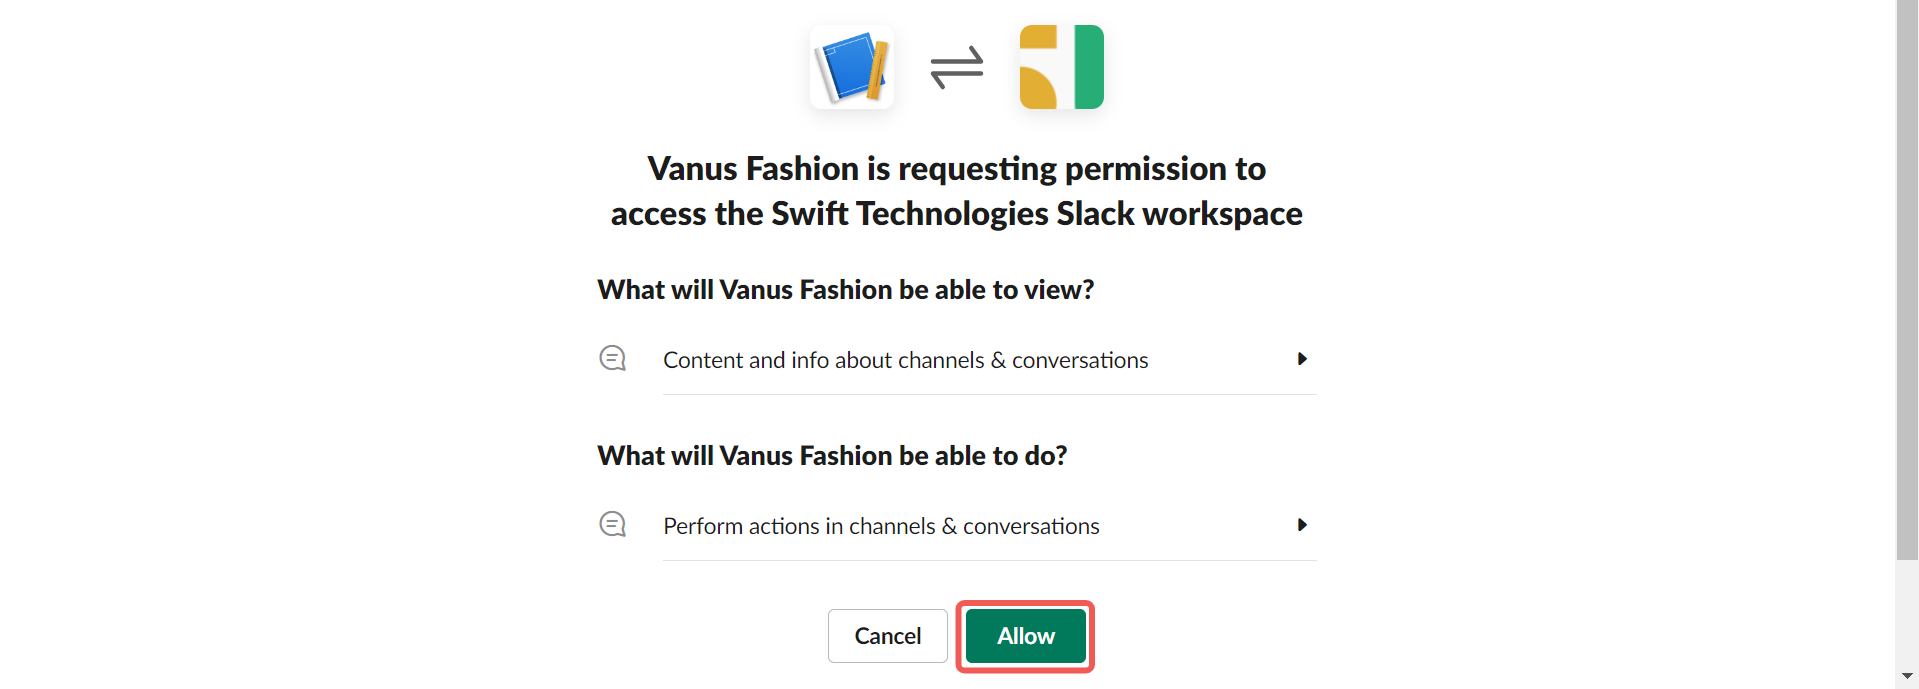 Vanus Fashion is requesting permission to
access the Swift Technologies Slack workspace
What will Vanus Fashion be able to view?
Content and info about channels & conversations
What will Vanus Fashion be able to do?
Perform actions in channels & conversations
Cancel
Allow